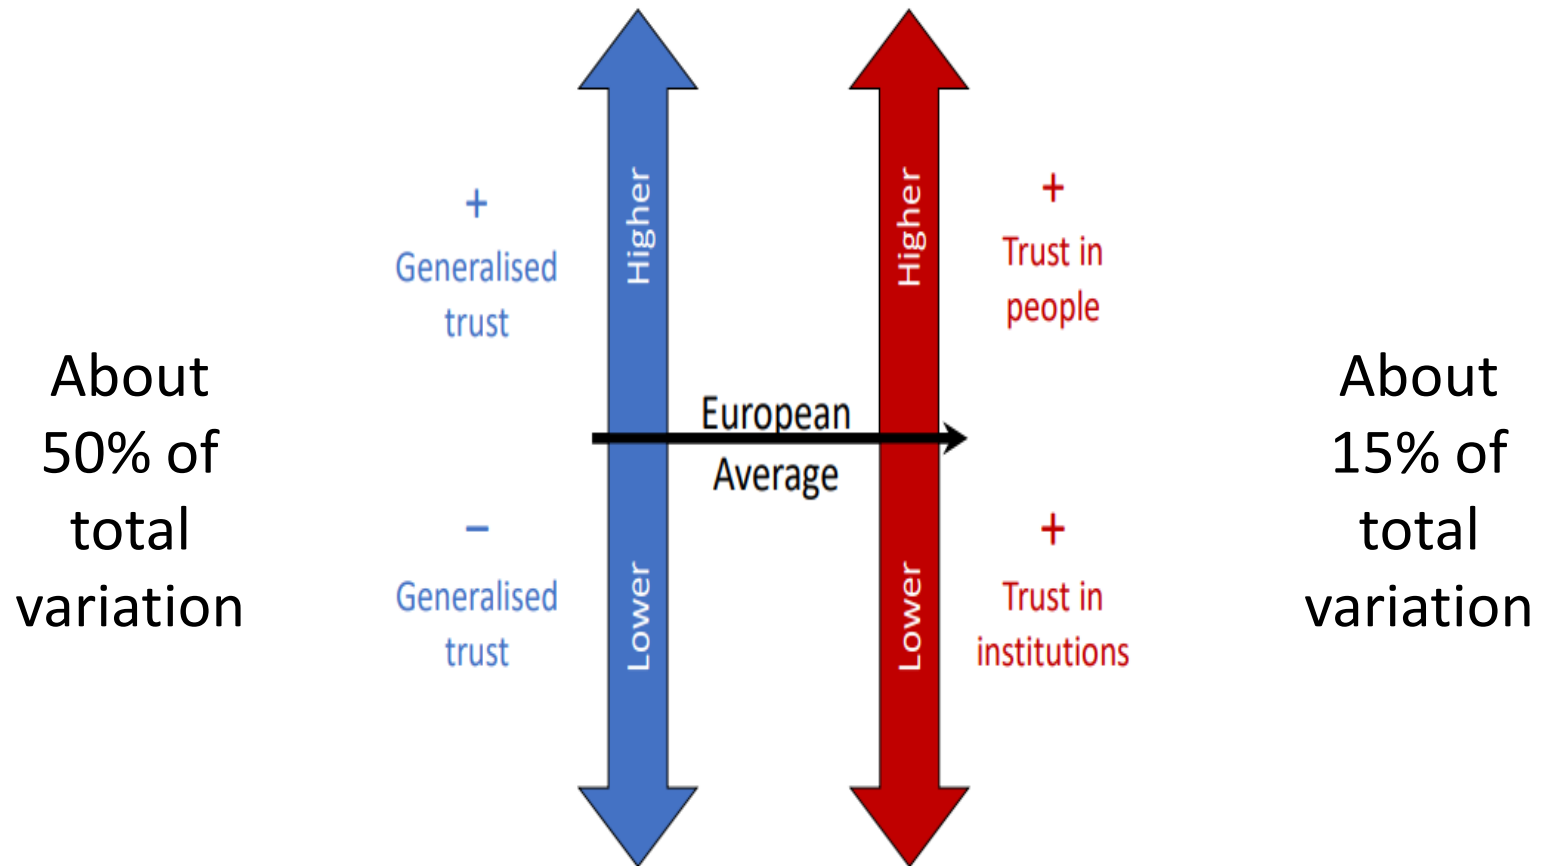 About
50% of
total
variation
+
Generalised
trust
−
Generalised
trust
Higher
Lower
European
Average
Higher
Lower
+
Trust in
people
+
Trust in
institutions
About
15% of
total
variation